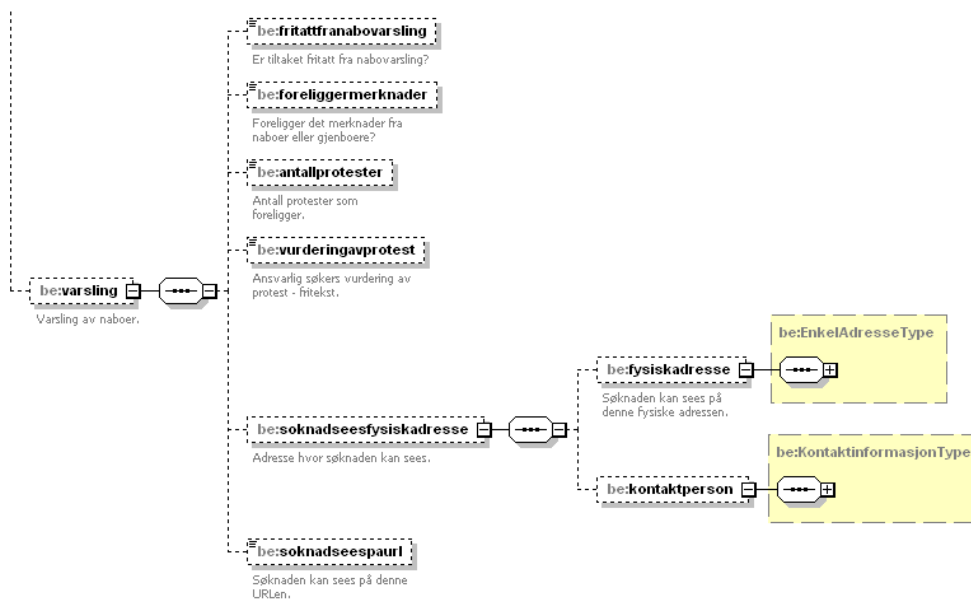 be:fritattfranabovarsling
Er tiltaket fritatt fra nabovarsling?
be:foreliggermerknader
Foreligger det merknader fra
naboer eller gjenboere?
be:antallprotester
Antall protester som
foreligger.
be:vurderingavprotest
Ansvarlig søkers vurdering av
protest - fritekst.
be:varsling
Varsling av naboer.
be:soknadseesfysiskadresse
Adresse hvor søknaden kan sees.
be:EnkelAdresseType
be:fysiskadresse
Søknaden kan sees på
denne fysiske adressen.
be:KontaktinformasjonType
be:kontaktperson
be:soknadseespaurl
Søknaden kan sees på denne
URLen.